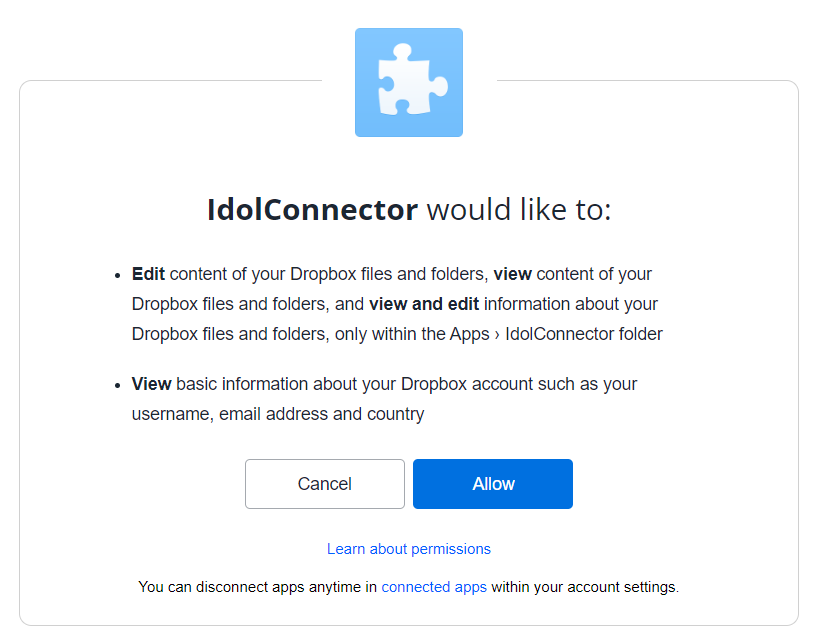 IdolConnector would like to:
• Edit content of your Dropbox files and folders, view content of your
Dropbox files and folders, and view and edit information about your
Dropbox files and folders, only within the Apps › IdolConnector folder
• View basic information about your Dropbox account such as your
username, email address and country
Cancel
Allow
Learn about permissions
You can disconnect apps anytime in connected apps within your account settings.